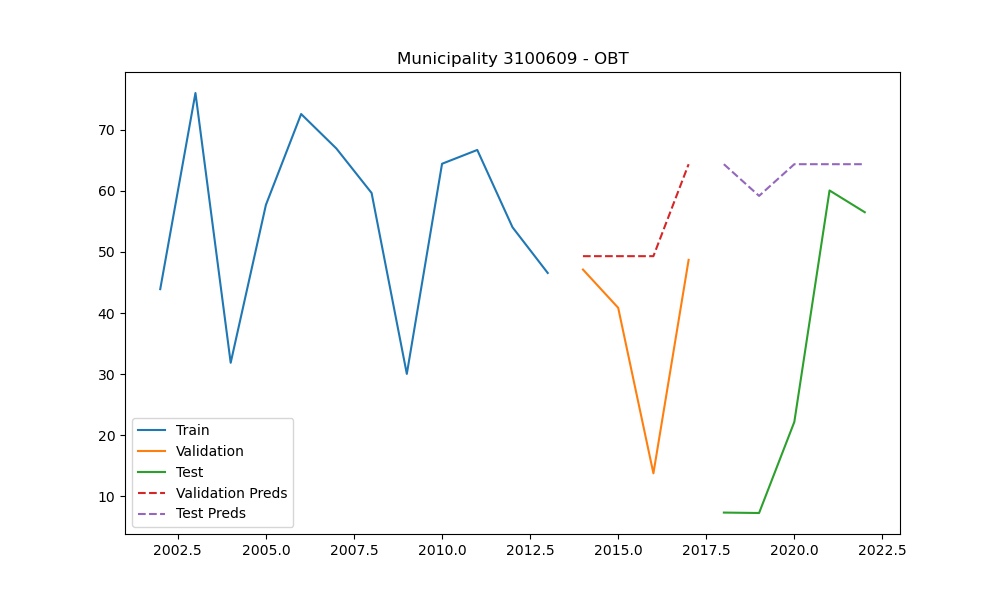 Municipality 3100609 - OBT
70
60
50
40
30
20
10
Train
Validation
Test
Validation Preds
Test Preds
2002.5 2005.0 2007.5 2010.0 2012.5 2015.0 2017.5 2020.0 2022.5